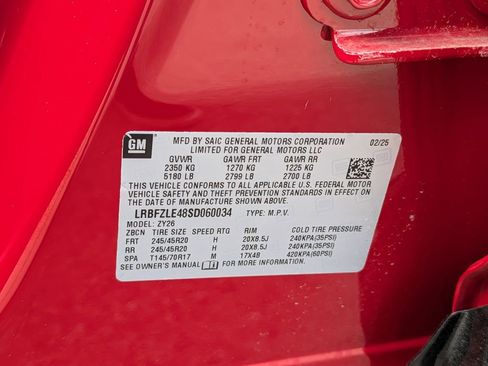 GM
MFD BY SAIC GENERAL MOTORS CORPORATION 02/25
LIMITED FOR GENERAL MOTORS LLC
GVWR GAWR FRT GAWR RR
2350 KG 1270 KG 1225 KG
5180 LB 2799 LB 2700 LB
THIS VEHICLE CONFORMS TO ALL APPLICABLE U.S. FEDERAL MOTOR
VEHICLE SAFETY AND THEFT PREVENTION STANDARDS IN EFFECT ON
THE DATE OF MANUFACTURE SHOWN ABOVE.
LRBFZLE48SD060034 TYPE: M.P.V.
MODEL: ZY26
ZBCN TIRE SIZE SPEED RTG RIM COLD TIRE PRESSURE
FRT 245/45R20 H 20X8.5J 240KPA(35PSI)
RR 245/45R20 H 20X8.5J 240KPA(35PSI)
SPA T145/70R17 M 17X4B 420KPA(60PSI)
SEE OWNER'S MANUAL FOR MORE INFORMATION.